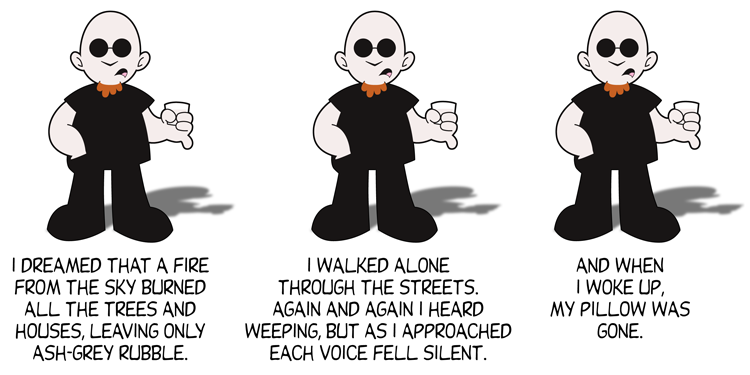 I DREAMED THAT A FIRE
FROM THE SKY BURNED
ALL THE TREES AND
HOUSES, LEAVING ONLY
ASH-GREY RUBBLE.
I WALKED ALONE
THROUGH THE STREETS.
AGAIN AND AGAIN I HEARD
WEEPING, BUT AS I APPROACHED
EACH VOICE FELL SILENT.
AND WHEN
I WOKE UP,
MY PILLOW WAS
GONE.